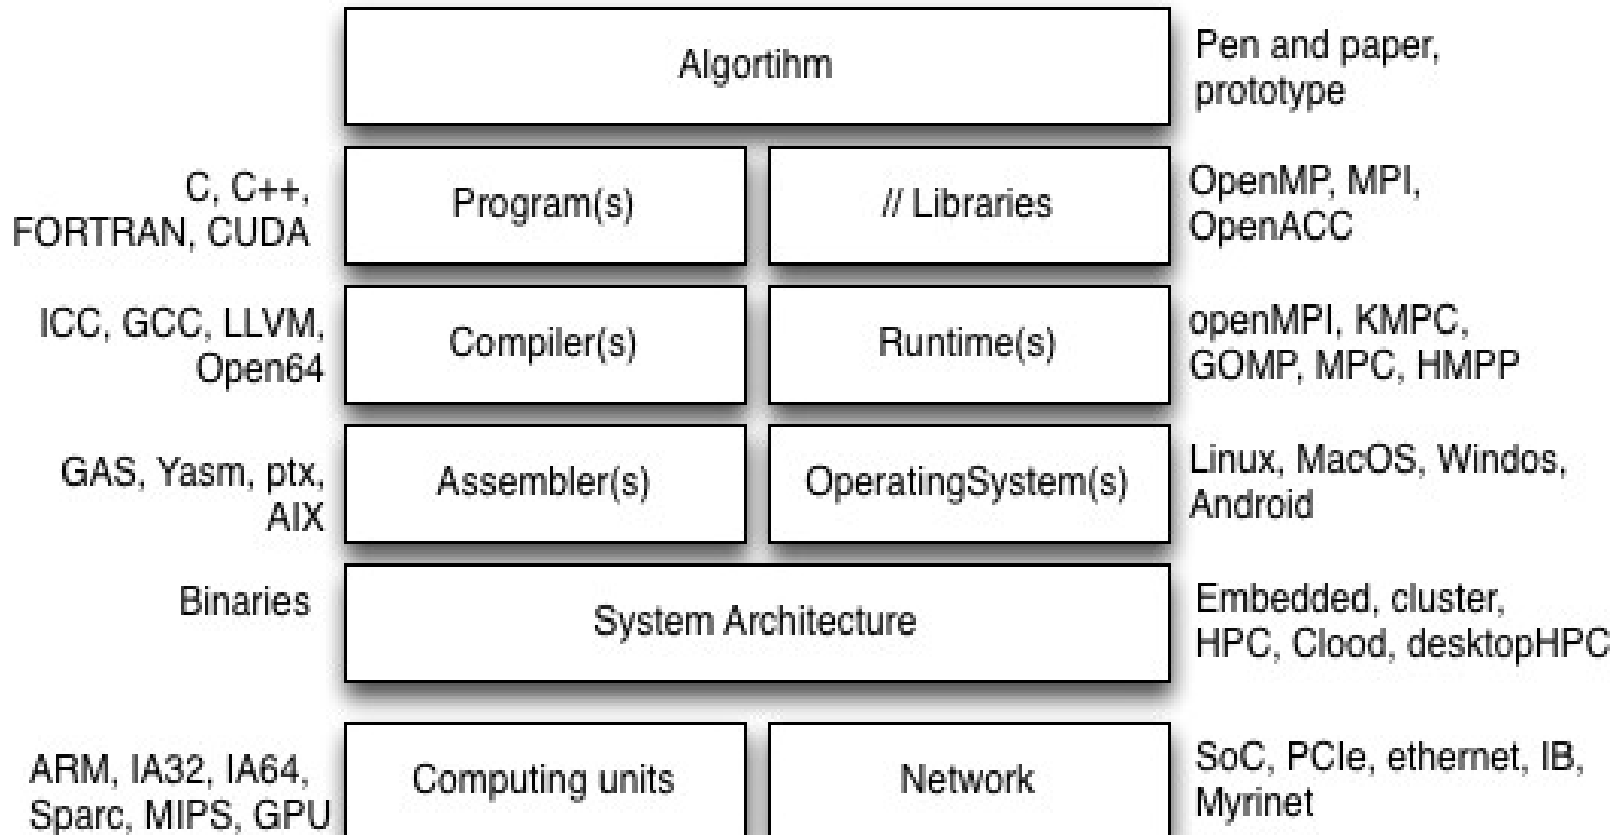 Algortihm
Pen and paper,
prototype
C, C++,
FORTRAN, CUDA
Program(s)
// Libraries
OpenMP, MPI,
OpenACC
ICC, GCC, LLVM,
Open64
Compiler(s)
Runtime(s)
openMPI, KMPC,
GOMP, MPC, HMPP
GAS, Yasm, ptx,
AIX
Assembler(s)
OperatingSystem(s)
Linux, MacOS, Windos,
Android
Binaries
System Architecture
Embedded, cluster,
HPC, Clood, desktopHPC
ARM, IA32, IA64,
Sparc, MIPS, GPU
Computing units
Network
SoC, PCIe, ethernet, IB,
Myrinet